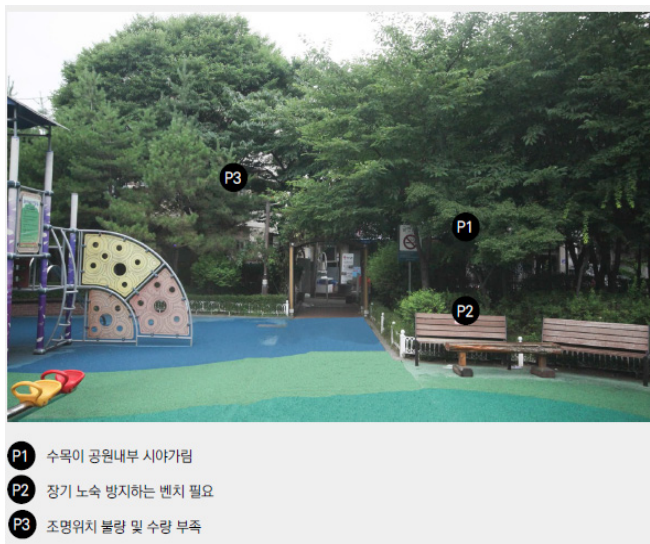 P3
P1
P2
P1 수목이 공원내부 시야가림
P2 장기 노숙 방지하는 벤치 필요
P3 조명위치 불량 및 수량 부족